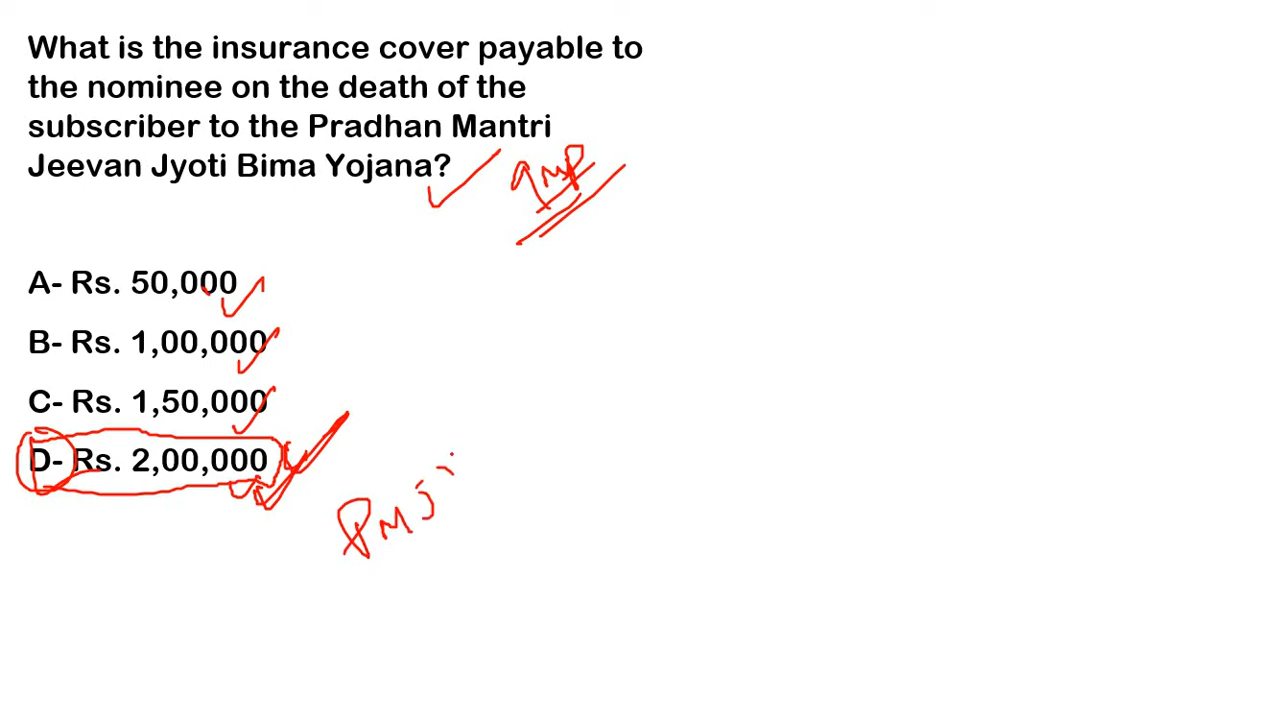 What is the insurance cover payable to
the nominee on the death of the
subscriber to the Pradhan Mantri
Jeevan Jyoti Bima Yojana?
Imp
A- Rs. 50,000
B- Rs. 1,00,000
C- Rs. 1,50,000
D- Rs. 2,00,000
PMJ